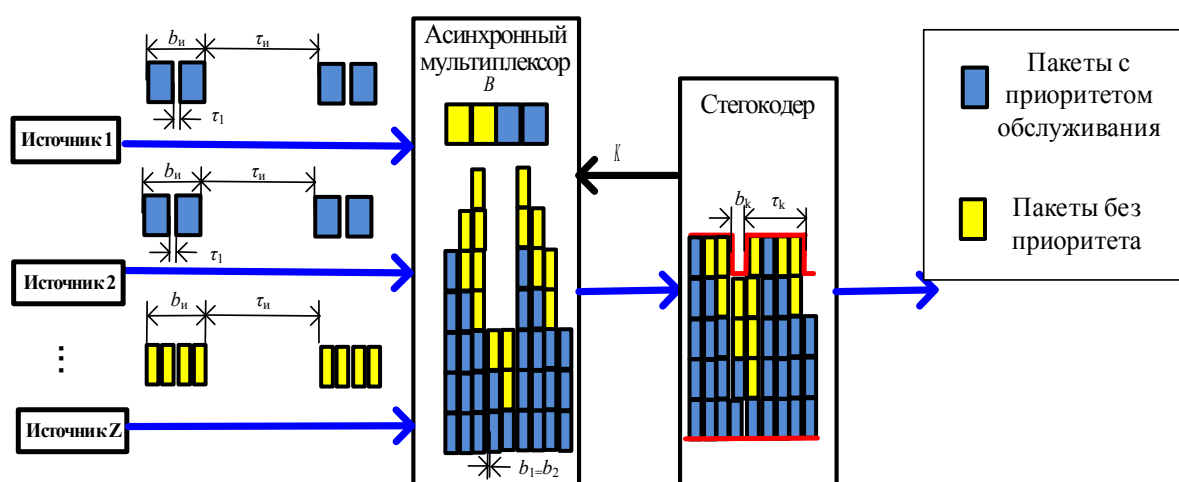 bи
τи
τ1
Источник 1
bи
τи
τ1
Источник 2
bи
τи
...
Источник Z
Асинхронный
мультиплексор
B
b1=b2
K
Стегокодер
bk
τk
Пакеты с
приоритетом
обслуживания
Пакеты без
приоритета